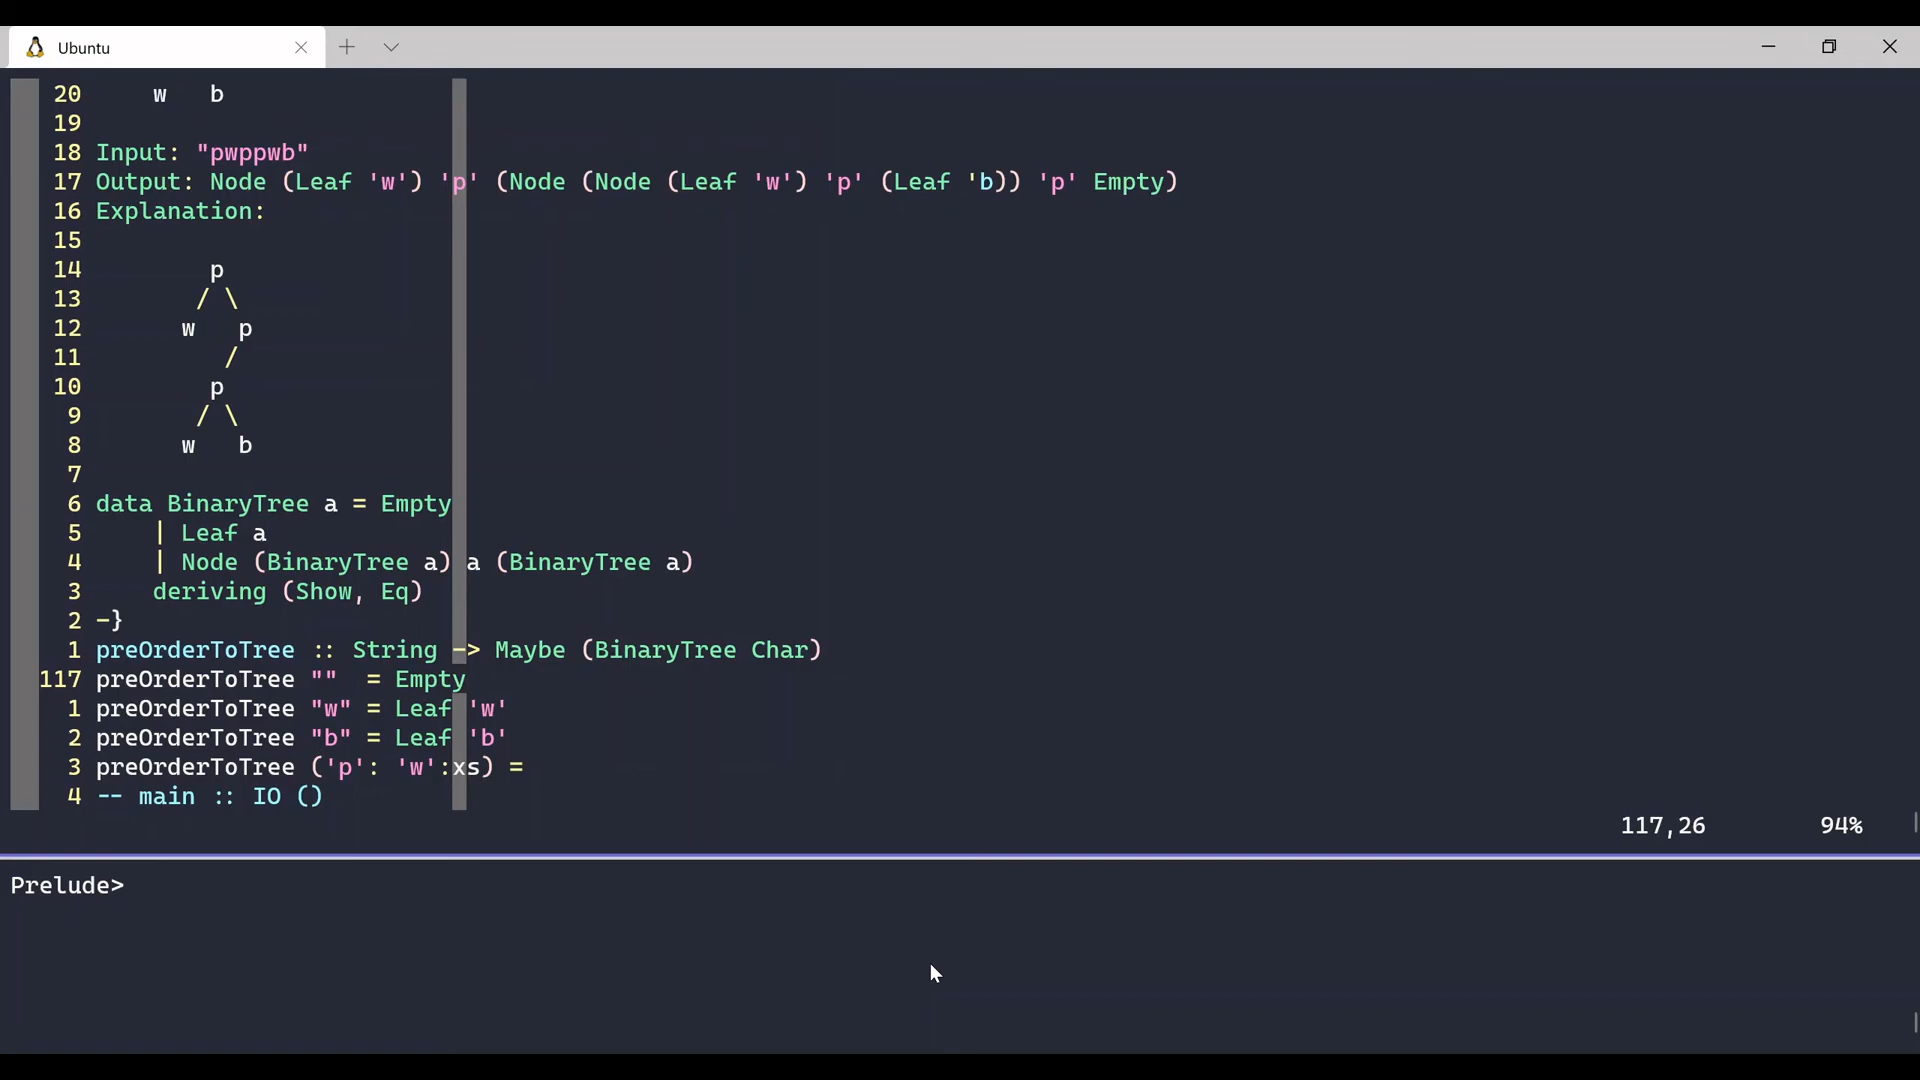 Ubuntu
20     w   b
19
18 Input: "pwppwb"
17 Output: Node (Leaf 'w') 'p' (Node (Node (Leaf 'w') 'p' (Leaf 'b)) 'p' Empty)
16 Explanation:
15
14         p
13        / \
12       w   p
11          /
10         p
9        / \
8       w   b
7
6 data BinaryTree a = Empty
5     | Leaf a
4     | Node (BinaryTree a) a (BinaryTree a)
3     deriving (Show, Eq)
2 -}
1 preOrderToTree :: String -> Maybe (BinaryTree Char)
117 preOrderToTree ""  = Empty
1 preOrderToTree "w" = Leaf 'w'
2 preOrderToTree "b" = Leaf 'b'
3 preOrderToTree ('p': 'w':xs) =
4 -- main :: IO ()
117,26 94%
Prelude>